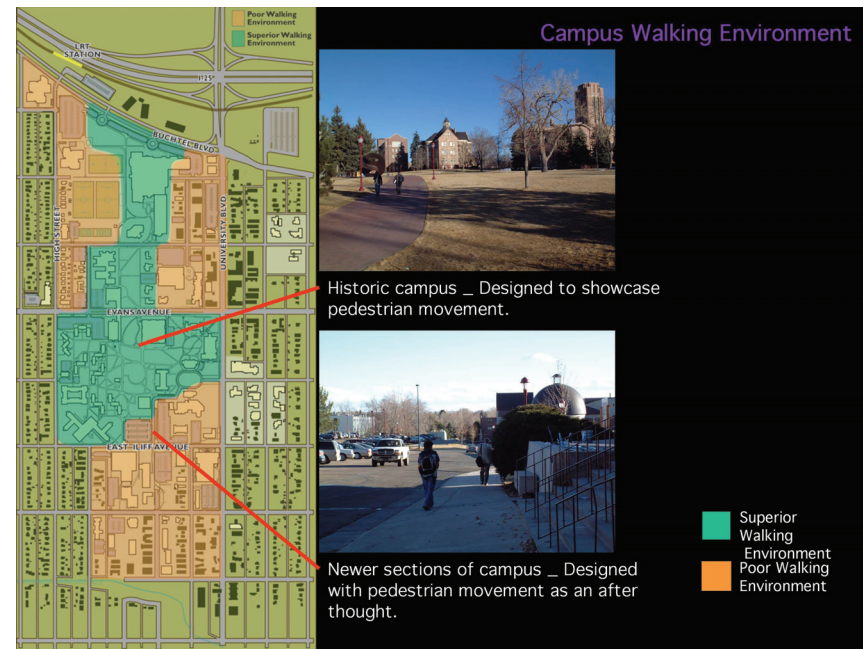 Campus Walking Environment
Poor Walking
Environment
Superior Walking
Environment
LRT
STATION
I-25
BUCHTEL BLVD
HIGH STREET
UNIVERSITY BLVD
EVANS AVENUE
EAST ILIFF AVENUE
Historic campus _ Designed to showcase
pedestrian movement.
Newer sections of campus _ Designed
with pedestrian movement as an after
thought.
Superior
Walking
Environment
Poor Walking
Environment